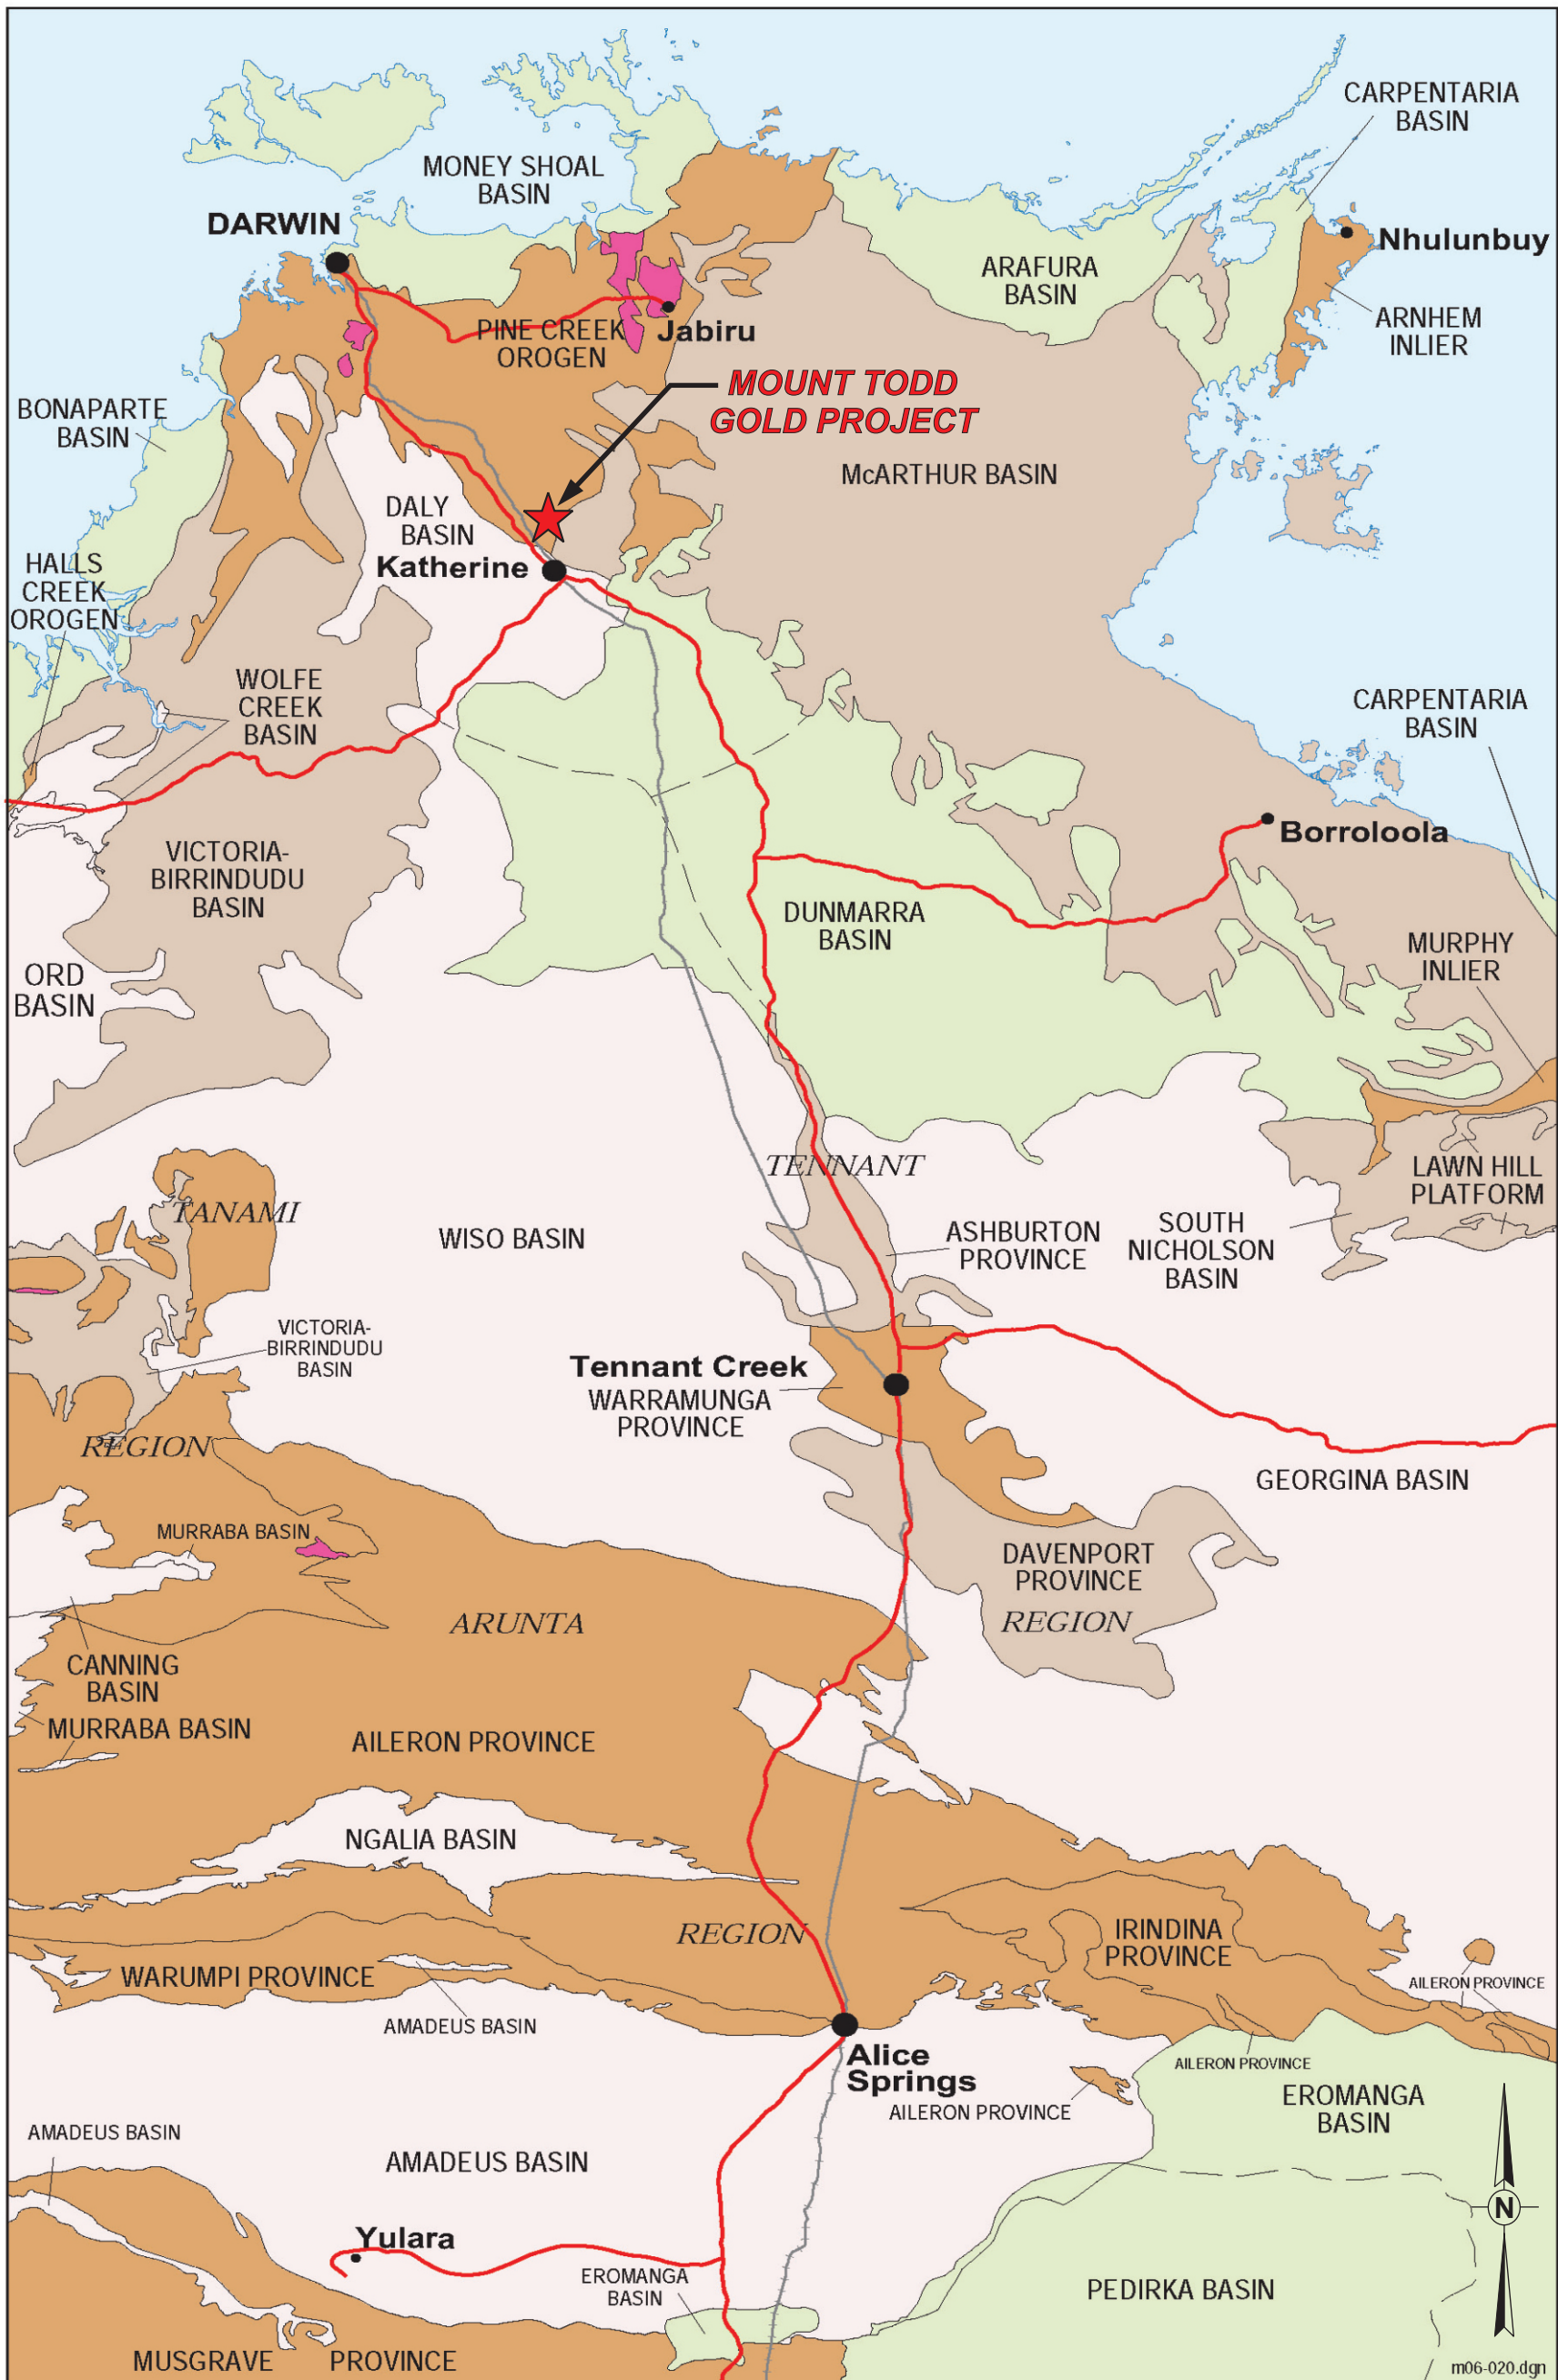 CARPENTARIA
BASIN
MONEY SHOAL
BASIN
DARWIN
Nhulunbuy
ARAFURA
BASIN
ARNHEM
INLIER
PINE CREEK
OROGEN
Jabiru
MOUNT TODD
GOLD PROJECT
BONAPARTE
BASIN
McARTHUR BASIN
DALY
BASIN
HALLS
CREEK
OROGEN
Katherine
WOLFE
CREEK
BASIN
CARPENTARIA
BASIN
Borroloola
VICTORIA-
BIRRINDUDU
BASIN
DUNMARRA
BASIN
MURPHY
INLIER
ORD
BASIN
TENNANT
LAWN HILL
PLATFORM
TANAMI
WISO BASIN
ASHBURTON
PROVINCE
SOUTH
NICHOLSON
BASIN
VICTORIA-
BIRRINDUDU
BASIN
Tennant Creek
WARRAMUNGA
PROVINCE
REGION
GEORGINA BASIN
MURRABA BASIN
DAVENPORT
PROVINCE
ARUNTA
REGION
CANNING
BASIN
MURRABA BASIN
AILERON PROVINCE
NGALIA BASIN
REGION
IRINDINA
PROVINCE
WARUMPI PROVINCE
AILERON PROVINCE
AMADEUS BASIN
Alice
Springs
AILERON PROVINCE
EROMANGA
BASIN
AILERON PROVINCE
AMADEUS BASIN
AMADEUS BASIN
N
Yulara
EROMANGA
BASIN
PEDIRKA BASIN
MUSGRAVE PROVINCE
m06-020.dgn